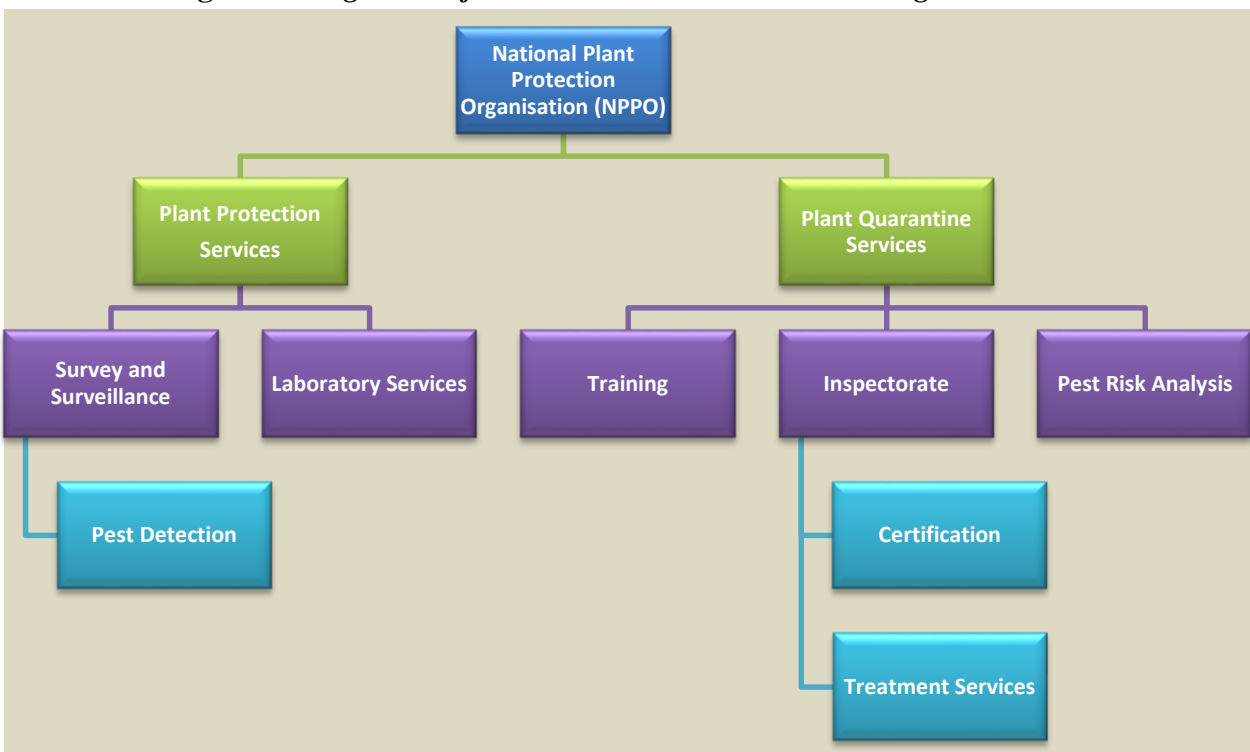 National Plant
Protection
Organisation (NPPO)
Plant Protection
Services
Plant Quarantine
Services
Survey and
Surveillance
Laboratory Services
Training
Inspectorate
Pest Risk Analysis
Pest Detection
Certification
Treatment Services